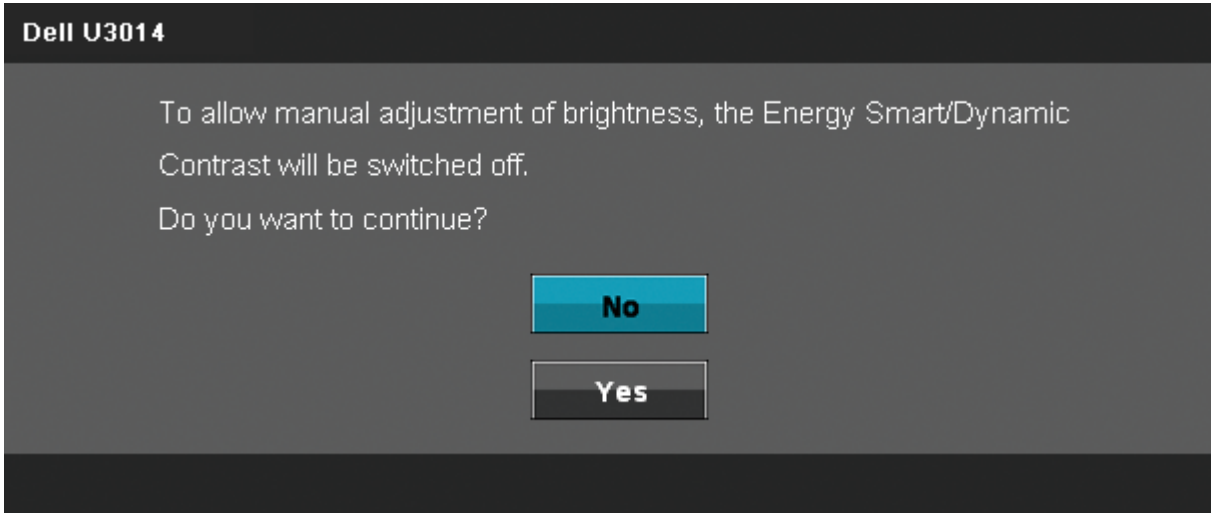 Dell U3014
To allow manual adjustment of brightness, the Energy Smart/Dynamic
Contrast will be switched off.
Do you want to continue?
No
Yes